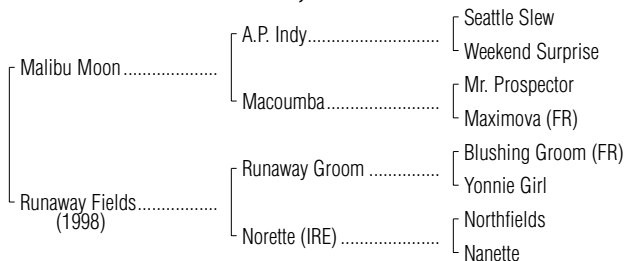 Seattle Slew
A.P. Indy
Weekend Surprise
Malibu Moon
Mr. Prospector
Macoumba
Maximova (FR)
Blushing Groom (FR)
Runaway Groom
Yonnie Girl
Runaway Fields
(1998)
Northfields
Norette (IRE)
Nanette